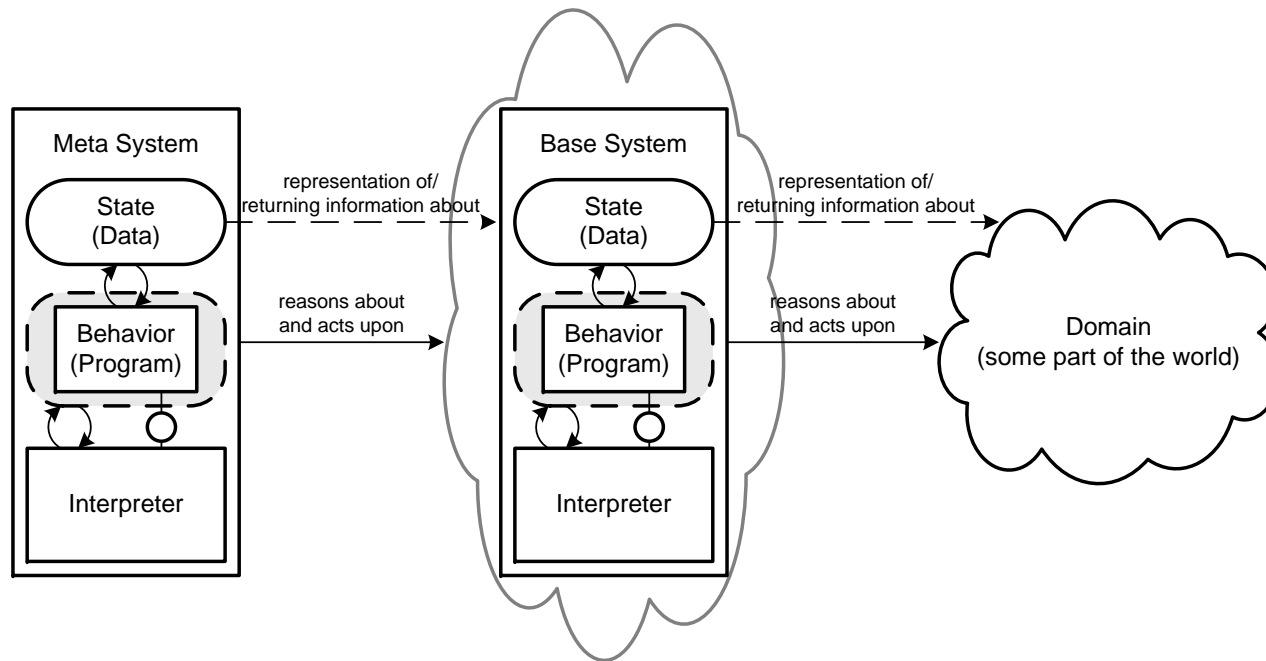 Meta System
State
(Data)
Behavior
(Program)
Interpreter
representation of/
returning information about
reasons about
and acts upon
Base System
State
(Data)
Behavior
(Program)
Interpreter
representation of/
returning information about
reasons about
and acts upon
Domain
(some part of the world)